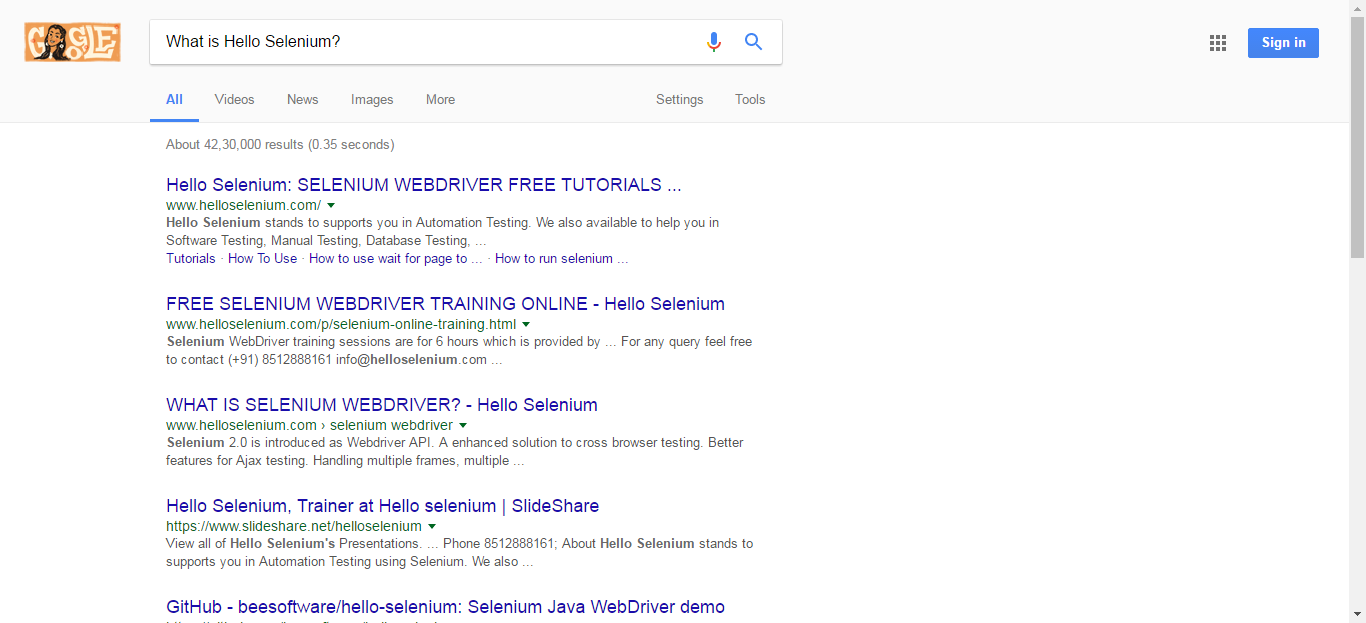 GOOGLE
What is Hello Selenium?
Sign in
All Videos News Images More Settings Tools
About 42,30,000 results (0.35 seconds)
Hello Selenium: SELENIUM WEBDRIVER FREE TUTORIALS ...
www.helloselenium.com/
Hello Selenium stands to supports you in Automation Testing. We also available to help you in
Software Testing, Manual Testing, Database Testing, ...
Tutorials · How To Use · How to use wait for page to ... · How to run selenium ...
FREE SELENIUM WEBDRIVER TRAINING ONLINE - Hello Selenium
www.helloselenium.com/p/selenium-online-training.html
Selenium WebDriver training sessions are for 6 hours which is provided by ... For any query feel free
to contact (+91) 8512888161 info@helloselenium.com ...
WHAT IS SELENIUM WEBDRIVER? - Hello Selenium
www.helloselenium.com › selenium webdriver
Selenium 2.0 is introduced as Webdriver API. A enhanced solution to cross browser testing. Better
features for Ajax testing. Handling multiple frames, multiple ...
Hello Selenium, Trainer at Hello selenium | SlideShare
https://www.slideshare.net/helloselenium
View all of Hello Selenium's Presentations. ... Phone 8512888161; About Hello Selenium stands to
supports you in Automation Testing using Selenium. We also ...
GitHub - beesoftware/hello-selenium: Selenium Java WebDriver demo